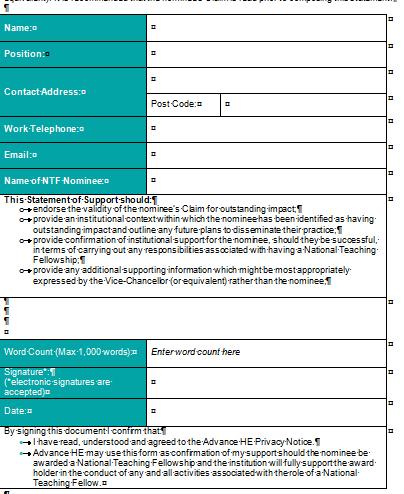 Name:
Position:
Contact Address:
Post Code:
Work Telephone:
Email:
Name of NTF Nominee:
This Statement of Support should:
endorse the validity of the nominee's Claim for outstanding impact;
provide an institutional context within which the nominee has been identified as having
outstanding impact and outline any future plans to disseminate their practice;
provide confirmation of institutional support for the nominee, should they be successful,
in terms of carrying out any responsibilities associated with having a National Teaching
Fellowship;
provide any additional supporting information which might be most appropriately
expressed by the Vice-Chancellor (or equivalent) rather than the nominee;
Word Count (Max 1,000 words):
Enter word count here
Signature*:
(*electronic signatures are
accepted)
Date:
By signing this document I confirm that:
I have read, understood and agreed to the Advance HE Privacy Notice.
Advance HE may use this form as confirmation of my support should the nominee be
awarded a National Teaching Fellowship and the institution will fully support the award
holder in the conduct of any and all activities associated with the role of a National
Teaching Fellow.